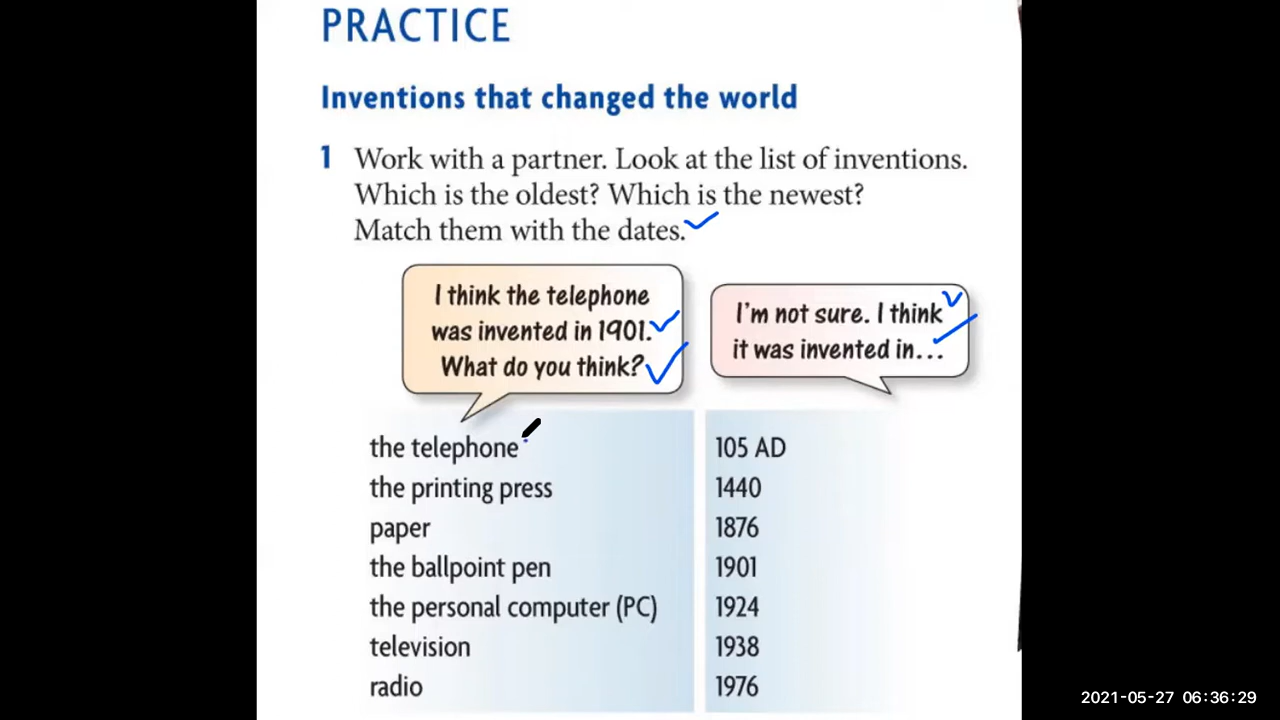 PRACTICE
Inventions that changed the world
1 Work with a partner. Look at the list of inventions.
Which is the oldest? Which is the newest?
Match them with the dates.
I think the telephone
was invented in 1901.
What do you think?
I'm not sure. I think
it was invented in...
the telephone 105 AD
the printing press 1440
paper 1876
the ballpoint pen 1901
the personal computer (PC) 1924
television 1938
radio 1976
2021-05-27 06:36:29